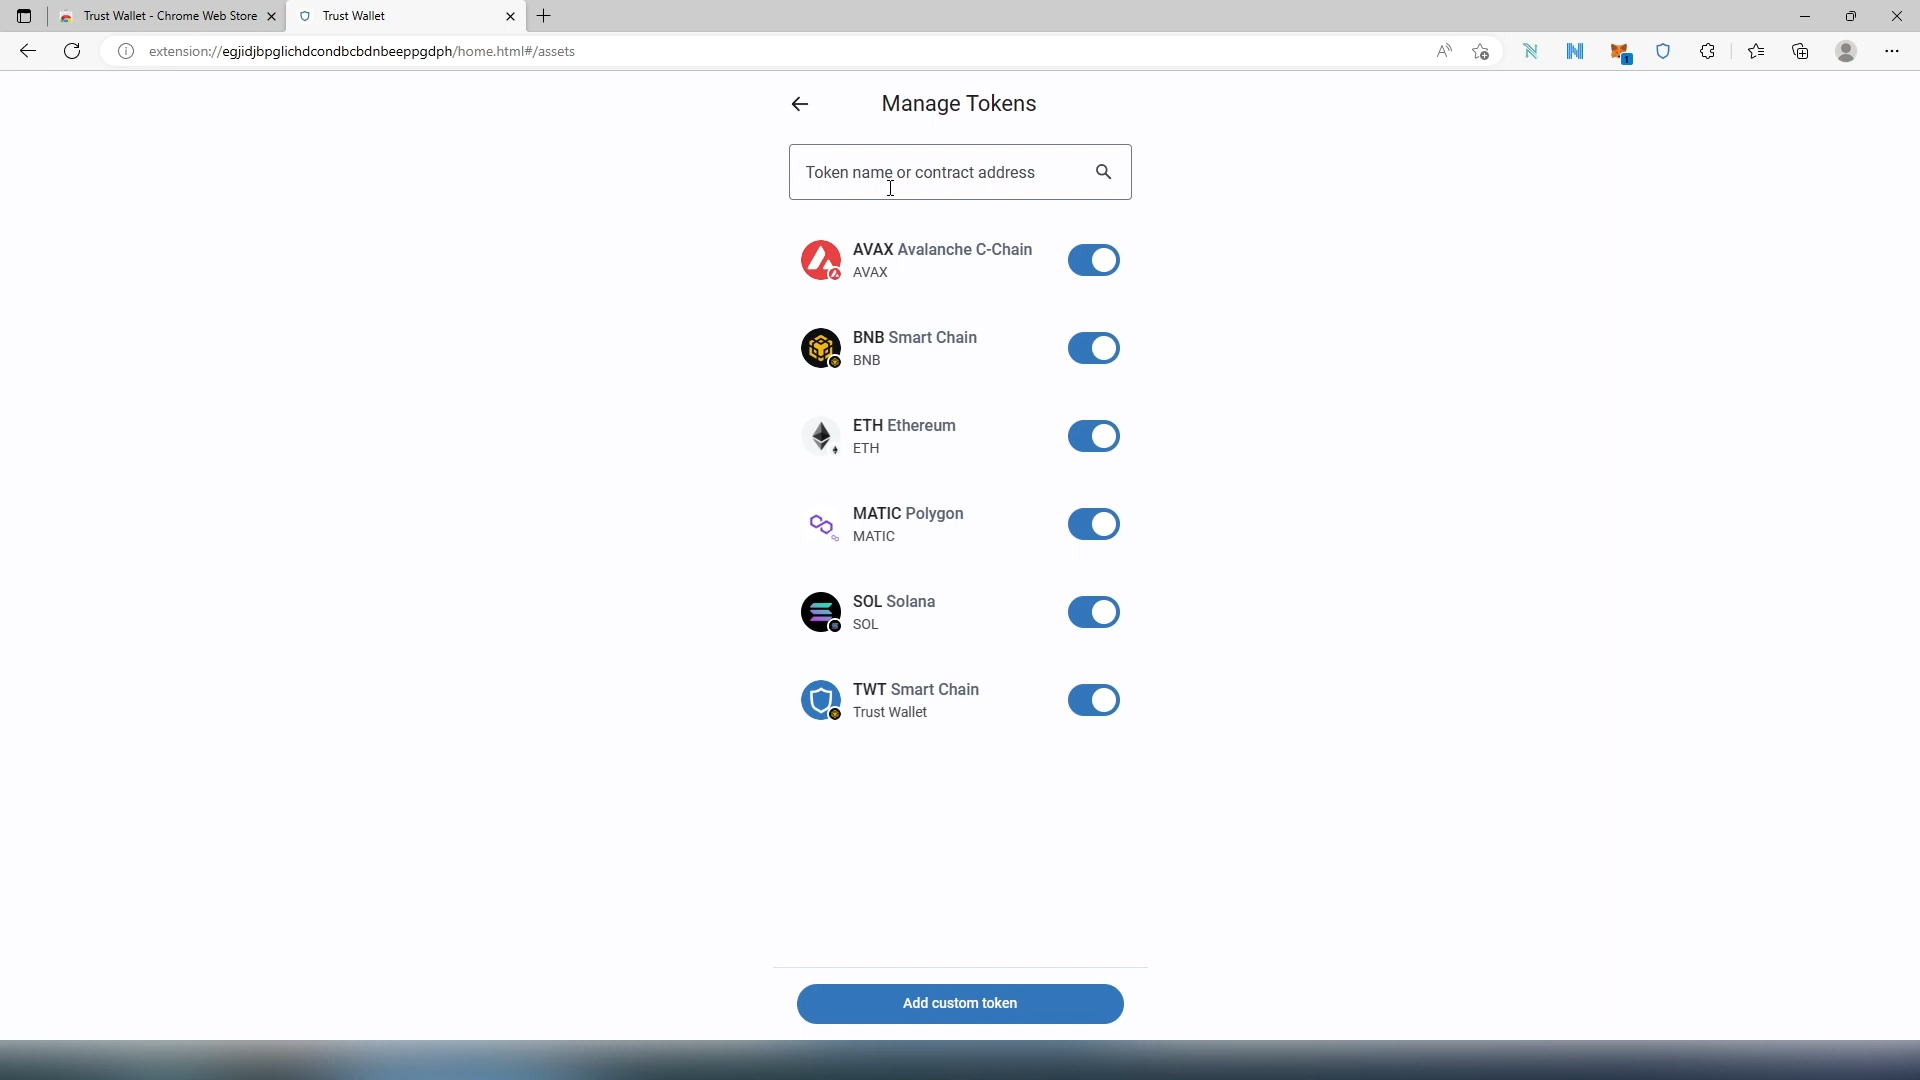 Trust Wallet - Chrome Web Store
Trust Wallet
extension://egjidjbpglichdcondbcbdnbeeppgdph/home.html#/assets
1
Manage Tokens
Token name or contract address
AVAX Avalanche C-Chain
AVAX
BNB Smart Chain
BNB
ETH Ethereum
ETH
MATIC Polygon
MATIC
SOL Solana
SOL
TWT Smart Chain
Trust Wallet
Add custom token